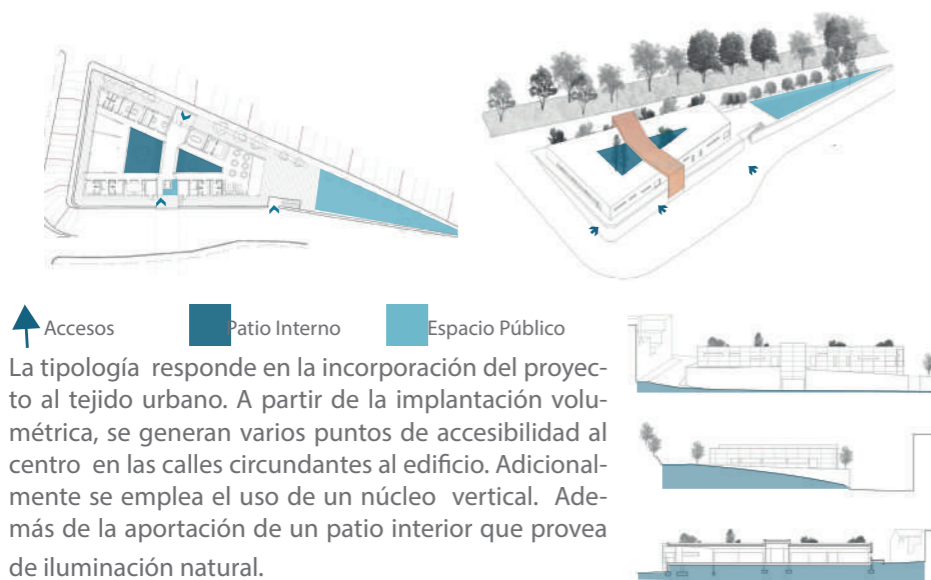 Accesos
Patio Interno
Espacio Público
La tipología responde en la incorporación del proyec-
to al tejido urbano. A partir de la implantación volu-
métrica, se generan varios puntos de accesibilidad al
centro en las calles circundantes al edificio. Adicional-
mente se emplea el uso de un núcleo vertical. Ade-
más de la aportación de un patio interior que provea
de iluminación natural.